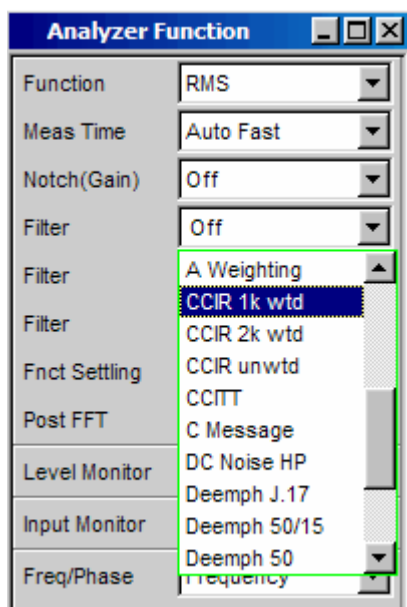 Analyzer Function
Function RMS
Meas Time Auto Fast
Notch(Gain) Off
Filter Off
Filter
Filter
Fnct Settling
Post FFT
Level Monitor
Input Monitor
Freq/Phase Frequency
A Weighting
CCIR 1k wtd
CCIR 2k wtd
CCIR unwtd
CCITT
C Message
DC Noise HP
Deemph J.17
Deemph 50/15
Deemph 50